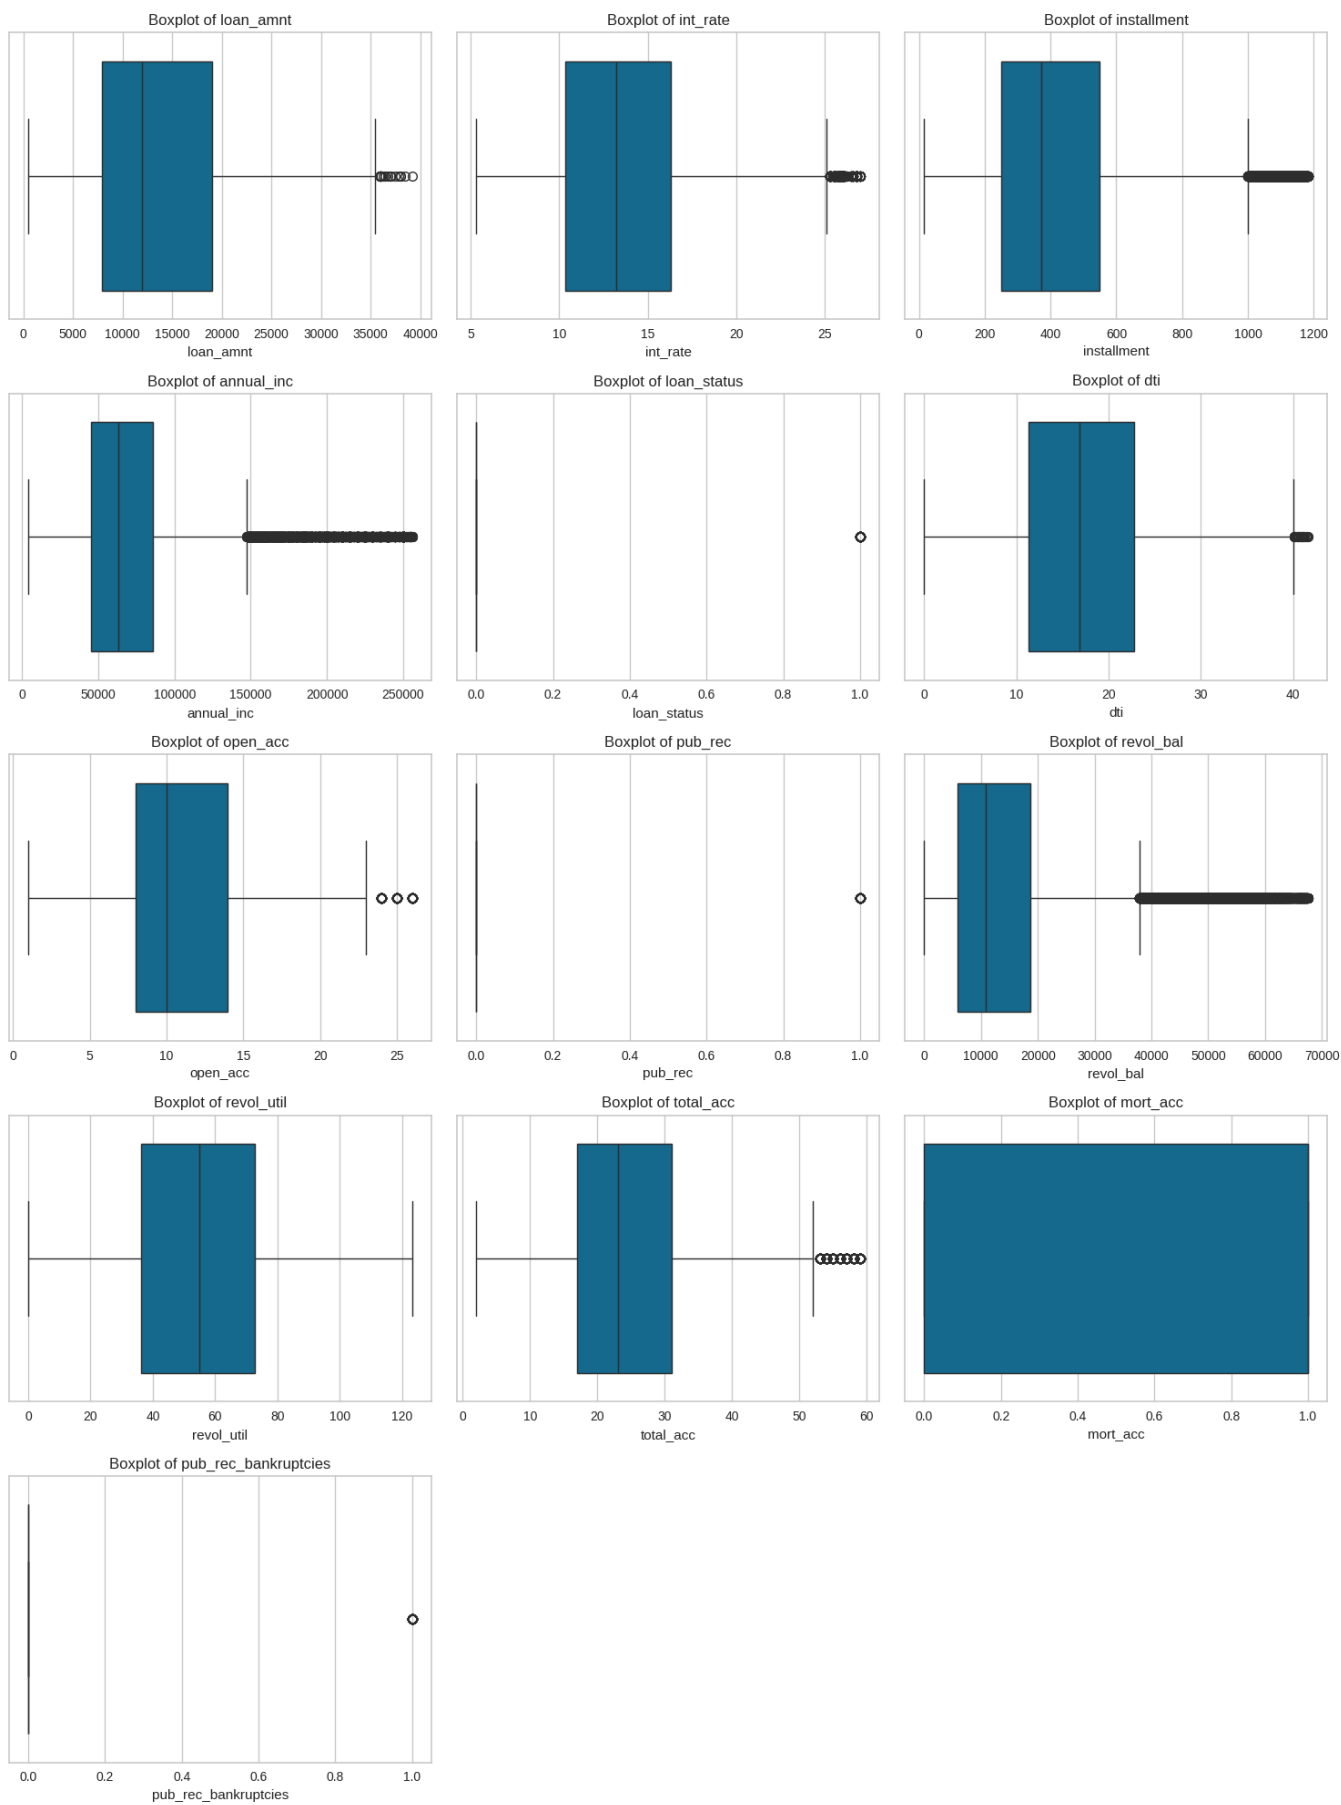 Boxplot of loan_amnt
0 5000 10000 15000 20000 25000 30000 35000 40000
loan_amnt
Boxplot of int_rate
5 10 15 20 25
int_rate
Boxplot of installment
0 200 400 600 800 1000 1200
installment
Boxplot of annual_inc
0 50000 100000 150000 200000 250000
annual_inc
Boxplot of loan_status
0.0 0.2 0.4 0.6 0.8 1.0
loan_status
Boxplot of dti
0 10 20 30 40
dti
Boxplot of open_acc
0 5 10 15 20 25
open_acc
Boxplot of pub_rec
0.0 0.2 0.4 0.6 0.8 1.0
pub_rec
Boxplot of revol_bal
0 10000 20000 30000 40000 50000 60000 70000
revol_bal
Boxplot of revol_util
0 20 40 60 80 100 120
revol_util
Boxplot of total_acc
0 10 20 30 40 50 60
total_acc
Boxplot of mort_acc
0.0 0.2 0.4 0.6 0.8 1.0
mort_acc
Boxplot of pub_rec_bankruptcies
0.0 0.2 0.4 0.6 0.8 1.0
pub_rec_bankruptcies